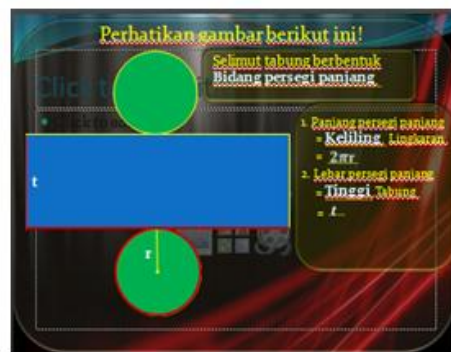 Perhatikan gambar berikut ini!
Selimut tabung berbentuk
Bidang persegi panjang
1. Panjang persegi panjang
= Keliling Lingkaran
= 2πr
2. Lebar persegi panjang
= Tinggi Tabung
= t
t
r